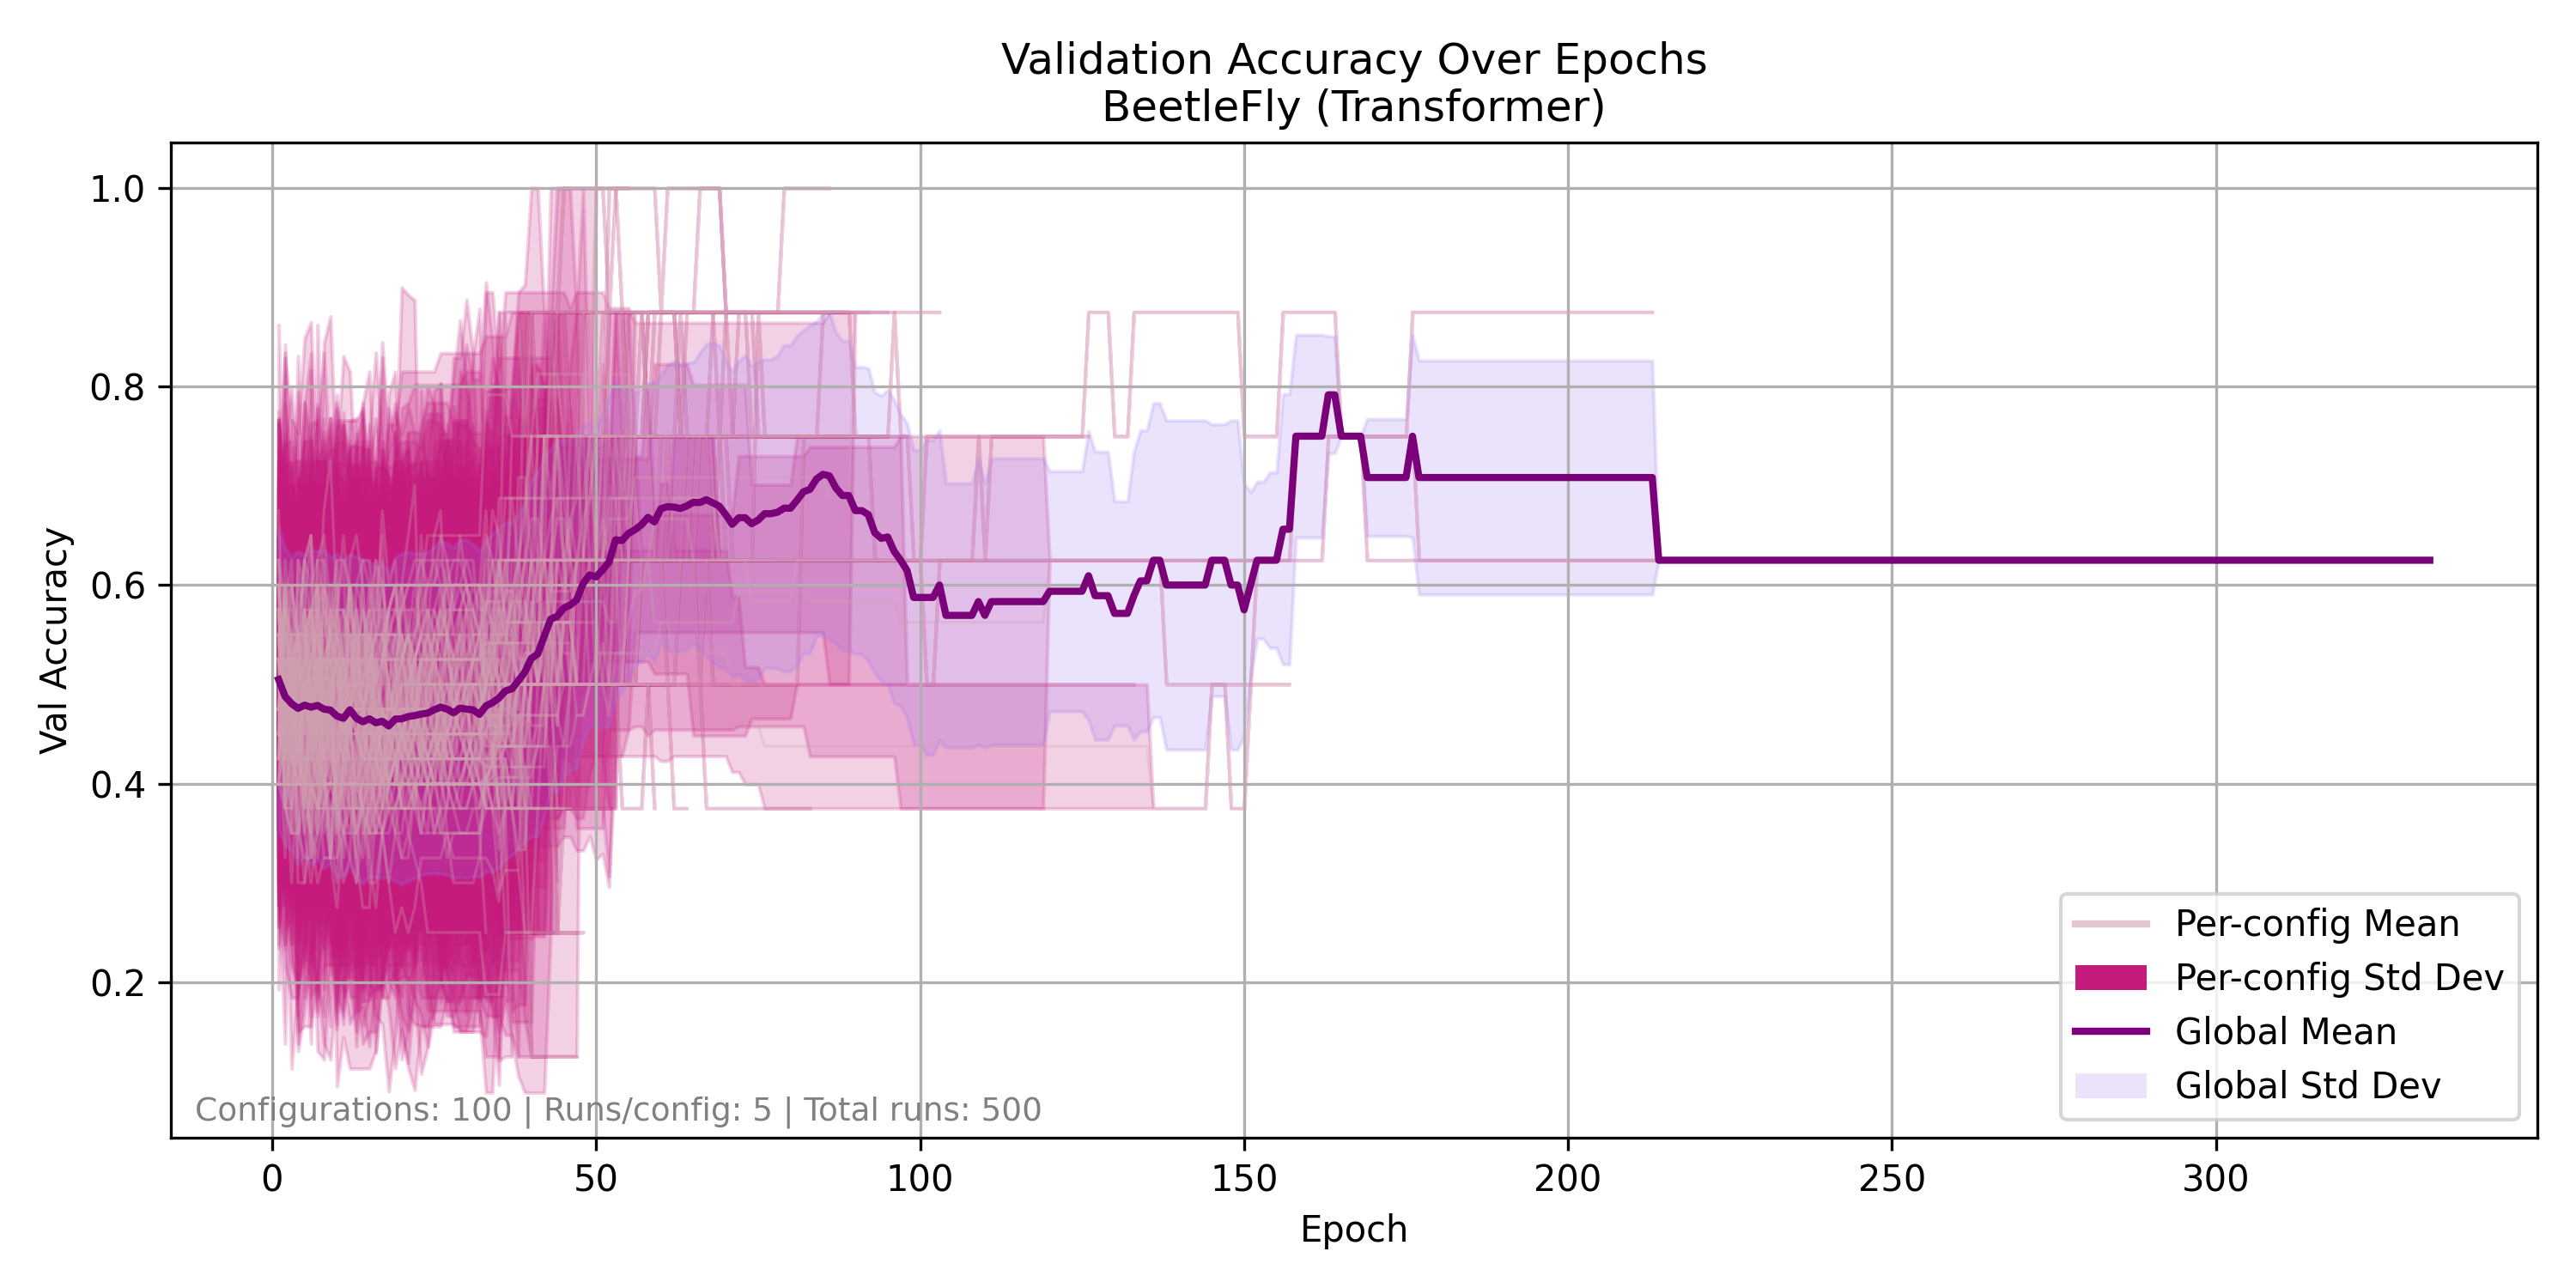 Validation Accuracy Over Epochs
BeetleFly (Transformer)
Val Accuracy
1.0
0.8
0.6
0.4
0.2
Configurations: 100 | Runs/config: 5 | Total runs: 500
Per-config Mean
Per-config Std Dev
Global Mean
Global Std Dev
0 50 100 150 200 250 300
Epoch